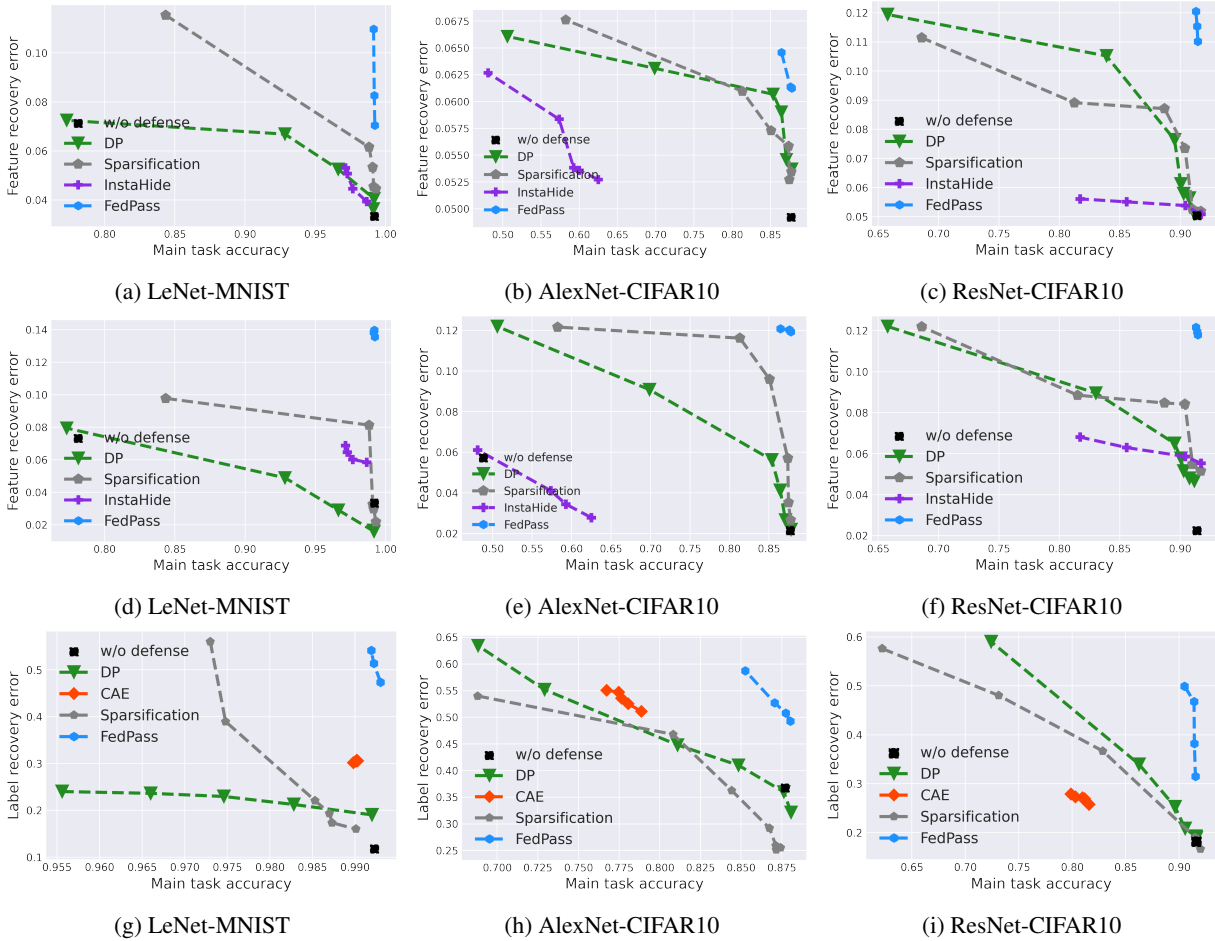 Feature recovery error
0.10
0.08
0.06
0.04
w/o defense
DP
Sparsification
InstaHide
FedPass
0.80 0.85 0.90 0.95 1.00
Main task accuracy
(a) LeNet-MNIST
Feature recovery error
0.0675
0.0650
0.0625
0.0600
0.0575
0.0550
0.0525
0.0500
w/o defense
DP
Sparsification
InstaHide
FedPass
0.50 0.55 0.60 0.65 0.70 0.75 0.80 0.85
Main task accuracy
(b) AlexNet-CIFAR10
Feature recovery error
0.12
0.11
0.10
0.09
0.08
0.07
0.06
0.05
w/o defense
DP
Sparsification
InstaHide
FedPass
0.65 0.70 0.75 0.80 0.85 0.90
Main task accuracy
(c) ResNet-CIFAR10
Feature recovery error
0.14
0.12
0.10
0.08
0.06
0.04
0.02
w/o defense
DP
Sparsification
InstaHide
FedPass
0.80 0.85 0.90 0.95 1.00
Main task accuracy
(d) LeNet-MNIST
Feature recovery error
0.12
0.10
0.08
0.06
0.04
0.02
w/o defense
DP
Sparsification
InstaHide
FedPass
0.50 0.55 0.60 0.65 0.70 0.75 0.80 0.85
Main task accuracy
(e) AlexNet-CIFAR10
Feature recovery error
0.12
0.10
0.08
0.06
0.04
0.02
w/o defense
DP
Sparsification
InstaHide
FedPass
0.65 0.70 0.75 0.80 0.85 0.90
Main task accuracy
(f) ResNet-CIFAR10
Label recovery error
0.5
0.4
0.3
0.2
0.1
w/o defense
DP
CAE
Sparsification
FedPass
0.955 0.960 0.965 0.970 0.975 0.980 0.985 0.990
Main task accuracy
(g) LeNet-MNIST
Label recovery error
0.65
0.60
0.55
0.50
0.45
0.40
0.35
0.30
0.25
w/o defense
DP
CAE
Sparsification
FedPass
0.700 0.725 0.750 0.775 0.800 0.825 0.850 0.875
Main task accuracy
(h) AlexNet-CIFAR10
Label recovery error
0.6
0.5
0.4
0.3
0.2
w/o defense
DP
CAE
Sparsification
FedPass
0.65 0.70 0.75 0.80 0.85 0.90
Main task accuracy
(i) ResNet-CIFAR10